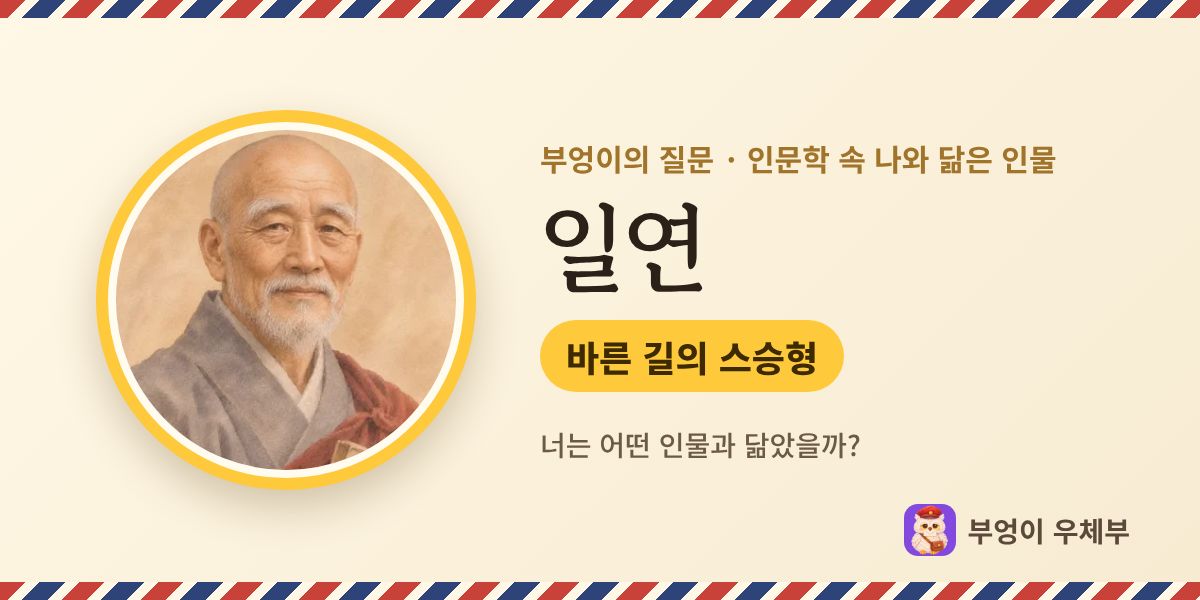 부엉이의 질문 · 인문학 속 나와 닮은 인물
일연
바른 길의 스승형
너는 어떤 인물과 닮았을까?
부엉이 우체부